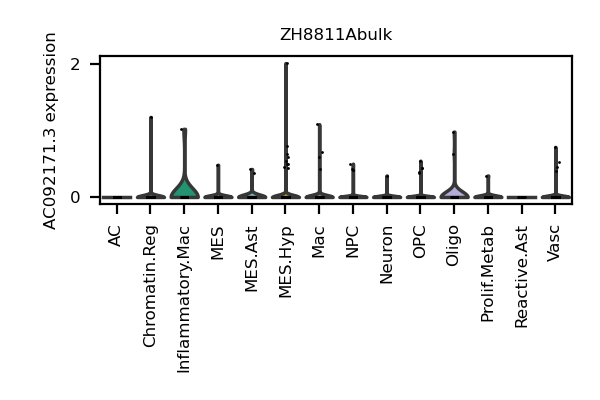 ZH8811Abulk
AC092171.3 expression
2
0
AC
Chromatin.Reg
Inflammatory.Mac
MES
MES.Ast
MES.Hyp
Mac
NPC
Neuron
OPC
Oligo
Prolif.Metab
Reactive.Ast
Vasc